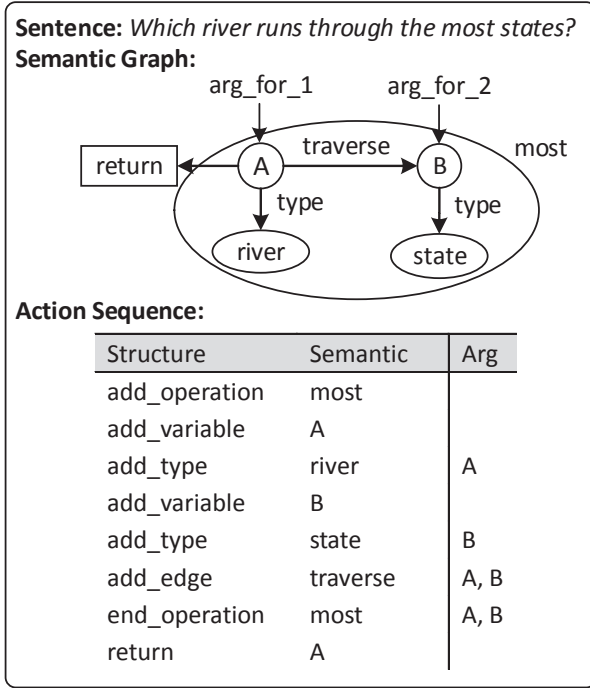 Sentence: Which river runs through the most states?
Semantic Graph:
arg_for_1 arg_for_2
return A traverse B most
type type
river state
Action Sequence:
Structure Semantic Arg
add_operation most
add_variable A
add_type river A
add_variable B
add_type state B
add_edge traverse A, B
end_operation most A, B
return A